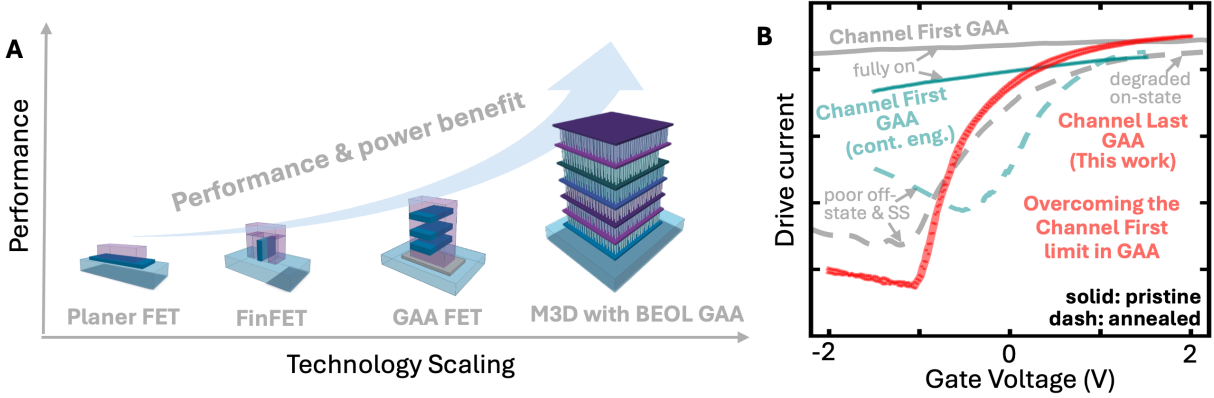 A
Performance
Performance & power benefit
Planer FET
FinFET
GAA FET
M3D with BEOL GAA
Technology Scaling
B
Drive current
Channel First GAA
fully on
Channel First
GAA
(cont. eng.)
degraded
on-state
Channel Last
GAA
(This work)
poor off-
state & SS
Overcoming the
Channel First
limit in GAA
solid: pristine
dash: annealed
-2
0
2
Gate Voltage (V)